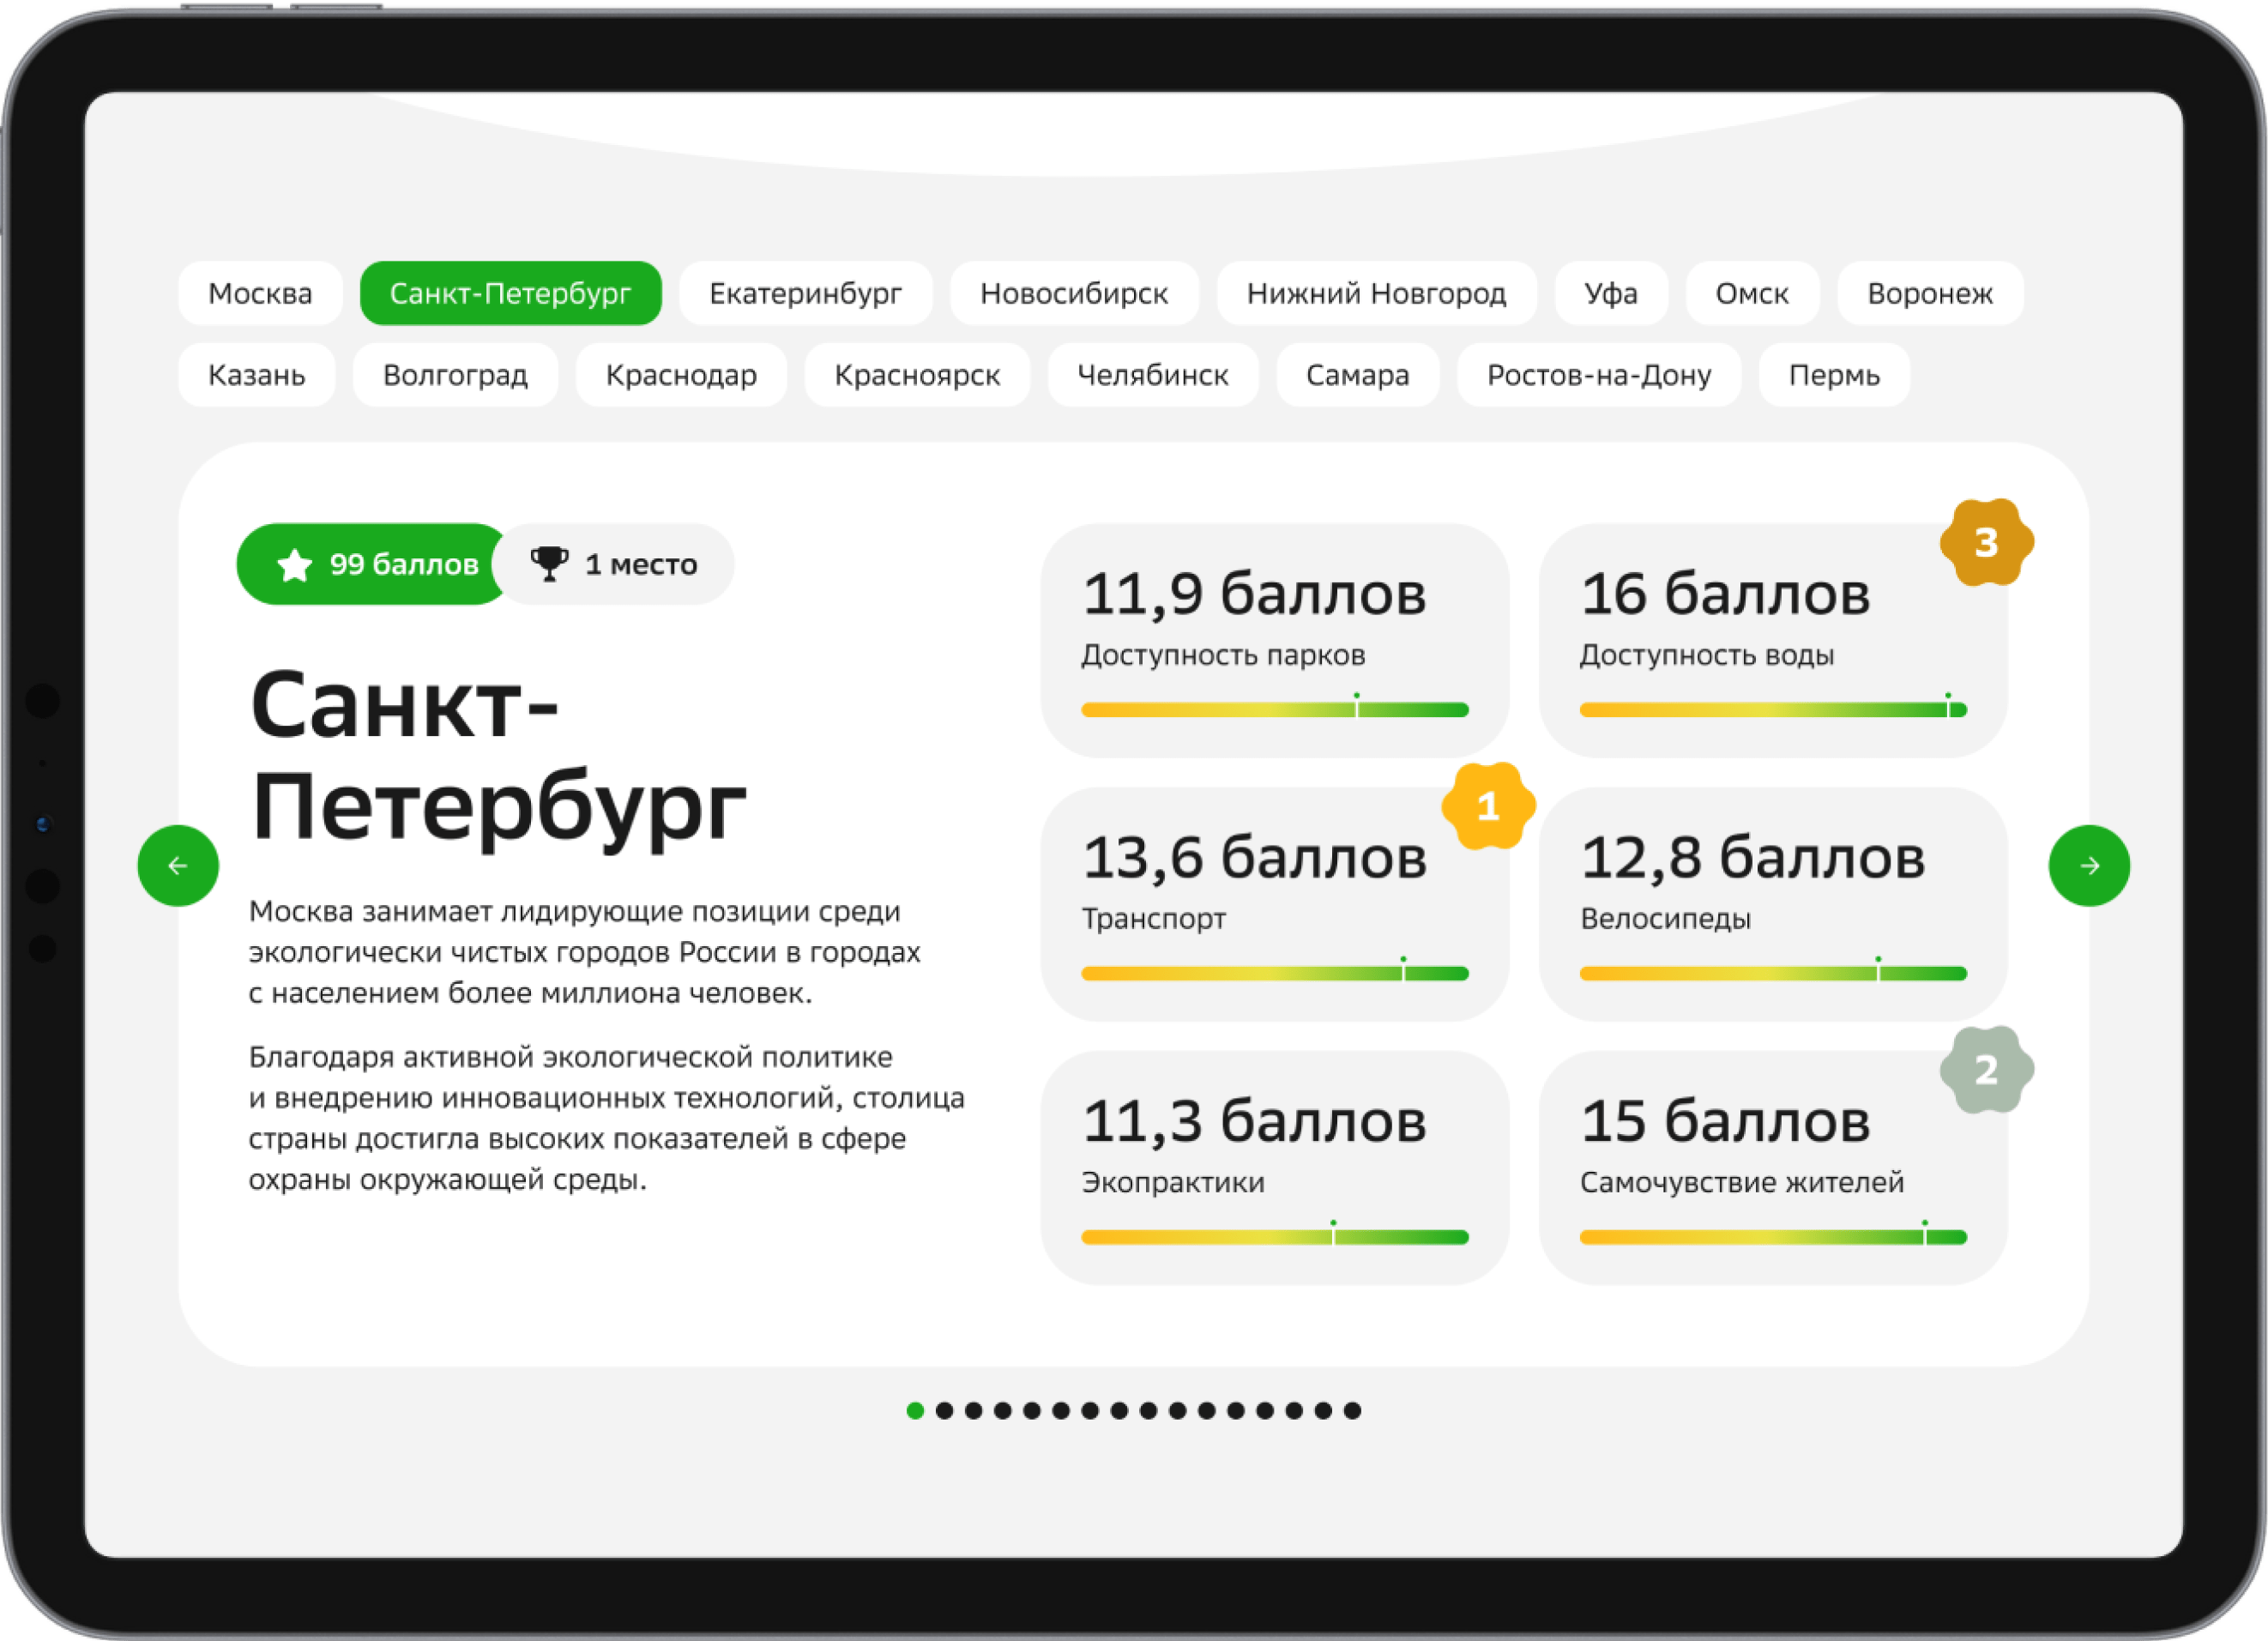 Москва
Санкт-Петербург
Екатеринбург
Новосибирск
Нижний Новгород
Уфа
Омск
Воронеж
Казань
Волгоград
Краснодар
Красноярск
Челябинск
Самара
Ростов-на-Дону
Пермь
99 баллов
1 место
Санкт-
Петербург
Москва занимает лидирующие позиции среди
экологически чистых городов России в городах
с населением более миллиона человек.
Благодаря активной экологической политике
и внедрению инновационных технологий, столица
страны достигла высоких показателей в сфере
охраны окружающей среды.
11,9 баллов
Доступность парков
3
16 баллов
Доступность воды
1
13,6 баллов
Транспорт
12,8 баллов
Велосипеды
11,3 баллов
Экопрактики
2
15 баллов
Самочувствие жителей